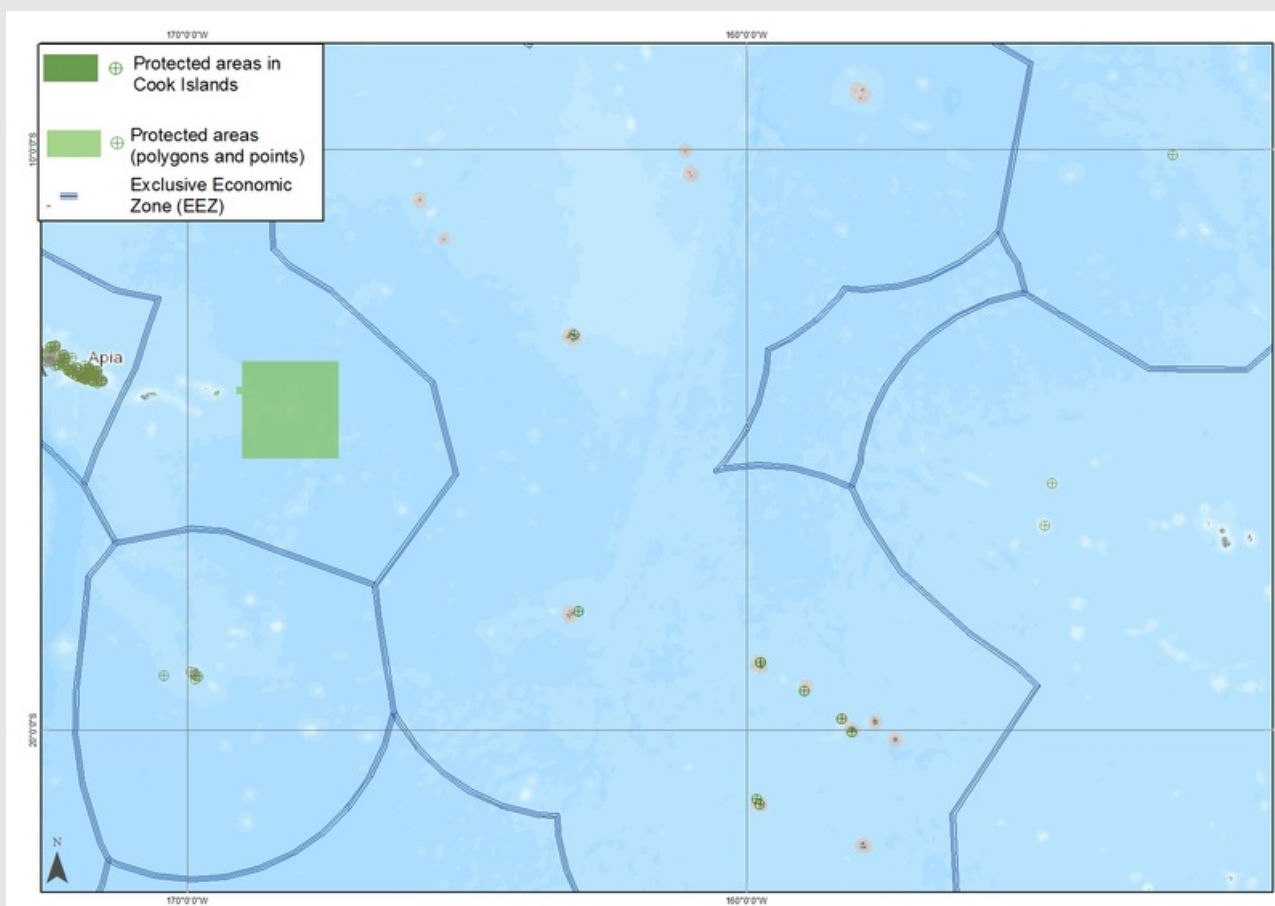 170°0'0"W
160°0'0"W
Protected areas in
Cook Islands
Protected areas
(polygons and points)
Exclusive Economic
Zone (EEZ)
10°0'0"S
Apia
20°0'0"S
N
170°0'0"W
160°0'0"W